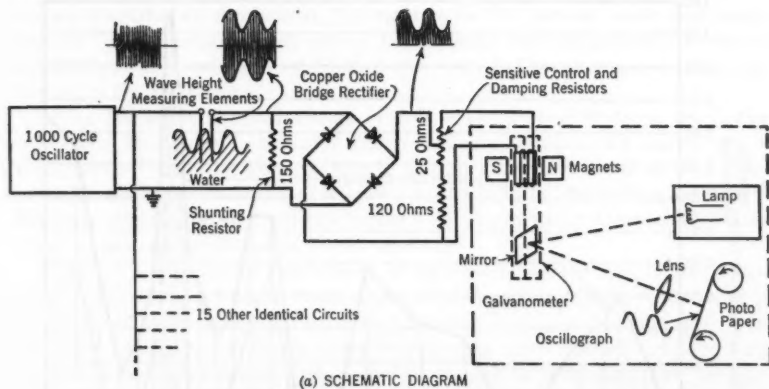 Wave Height
Measuring Elements
Copper Oxide
Bridge Rectifier
Sensitive Control and
Damping Resistors
1000 Cycle
Oscillator
Water
Shunting
Resistor
150 Ohms
25 Ohms
120 Ohms
S
N
Magnets
Lamp
Mirror
Galvanometer
Lens
Photo
Paper
Oscillograph
15 Other Identical Circuits
(a) SCHEMATIC DIAGRAM